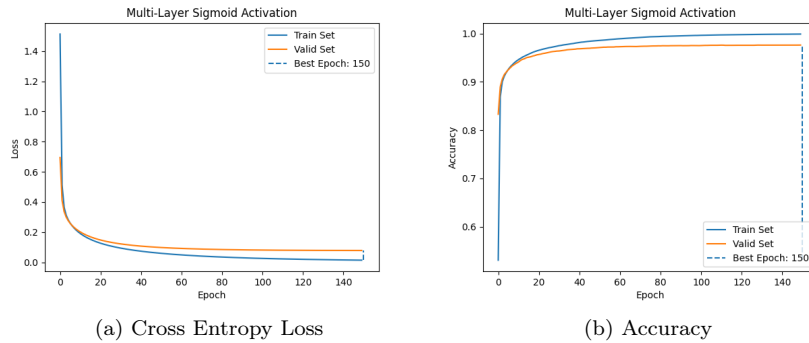 Multi-Layer Sigmoid Activation
Train Set
Valid Set
Best Epoch: 150
1.4
1.2
1.0
0.8
0.6
0.4
0.2
0.0
Loss
0 20 40 60 80 100 120 140
Epoch
(a) Cross Entropy Loss
Multi-Layer Sigmoid Activation
1.0
0.9
0.8
0.7
0.6
Accuracy
Train Set
Valid Set
Best Epoch: 150
0 20 40 60 80 100 120 140
Epoch
(b) Accuracy